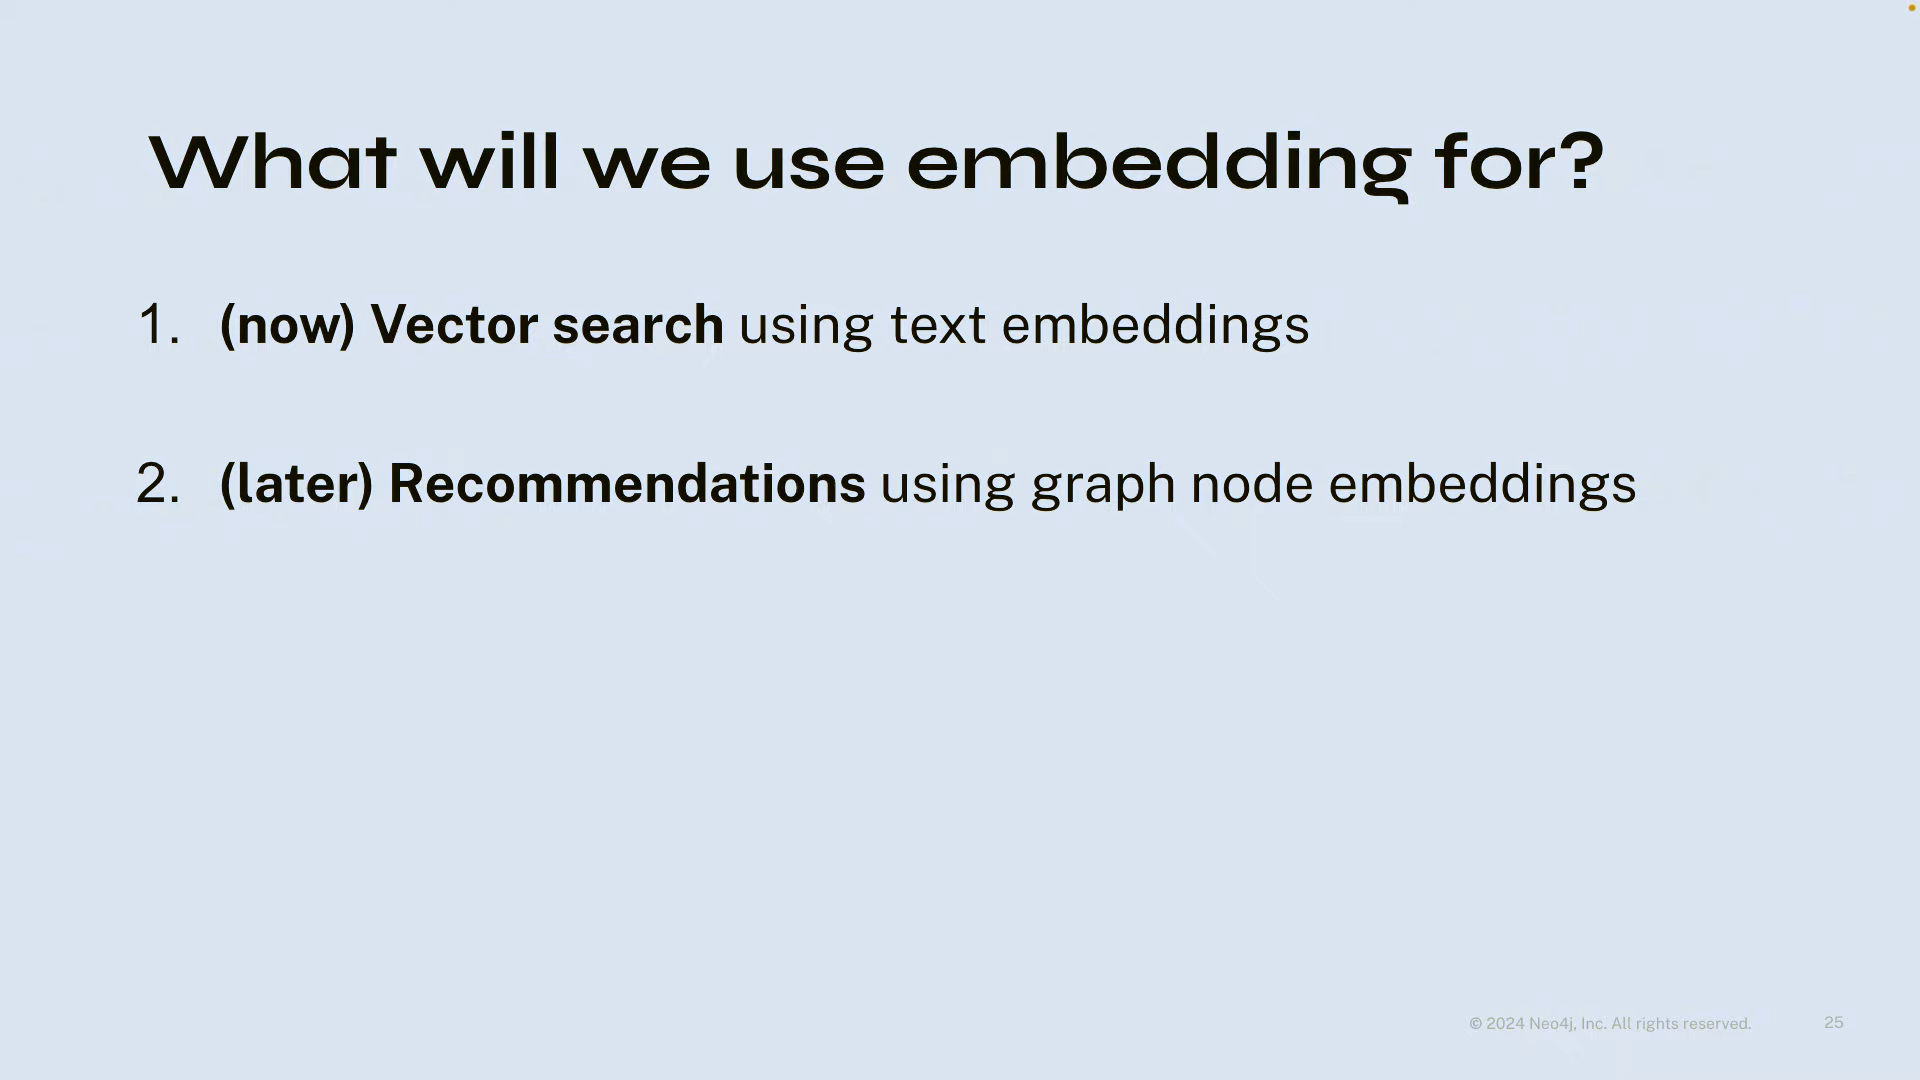 What will we use embedding for?
1. (now) Vector search using text embeddings
2. (later) Recommendations using graph node embeddings
© 2024 Neo4j, Inc. All rights reserved. 25